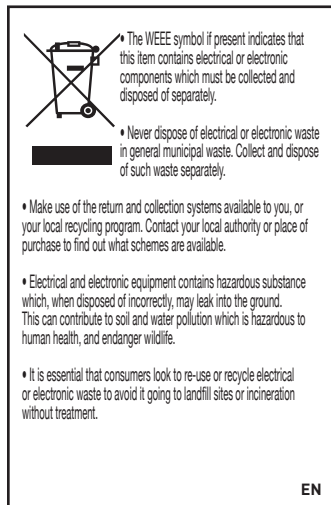 • The WEEE symbol if present indicates that
this item contains electrical or electronic
components which must be collected and
disposed of separately.
• Never dispose of electrical or electronic waste
in general municipal waste. Collect and dispose
of such waste separately.
• Make use of the return and collection systems available to you, or
your local recycling program. Contact your local authority or place of
purchase to find out what schemes are available.
• Electrical and electronic equipment contains hazardous substance
which, when disposed of incorrectly, may leak into the ground.
This can contribute to soil and water pollution which is hazardous to
human health, and endanger wildlife.
• It is essential that consumers look to re-use or recycle electrical
or electronic waste to avoid it going to landfill sites or incineration
without treatment.
EN